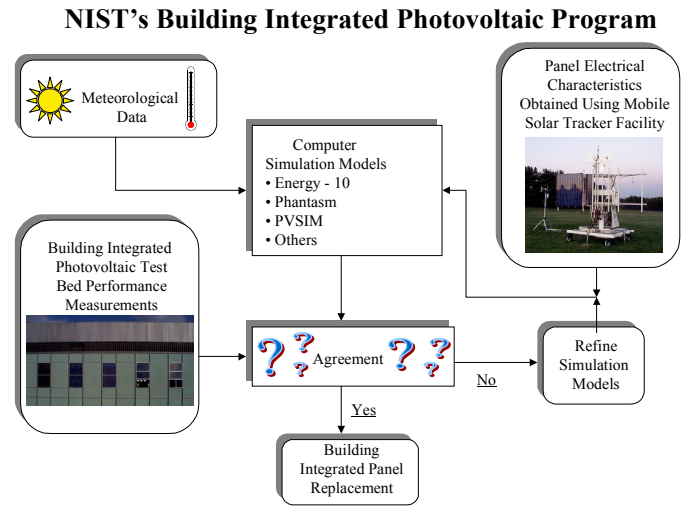 NIST's Building Integrated Photovoltaic Program
Meteorological
Data
Panel Electrical
Characteristics
Obtained Using Mobile
Solar Tracker Facility
Computer
Simulation Models
• Energy - 10
• Phantasm
• PVSIM
• Others
Building Integrated
Photovoltaic Test
Bed Performance
Measurements
? ? ? Agreement ? ? ?
No
Refine
Simulation
Models
Yes
Building
Integrated Panel
Replacement